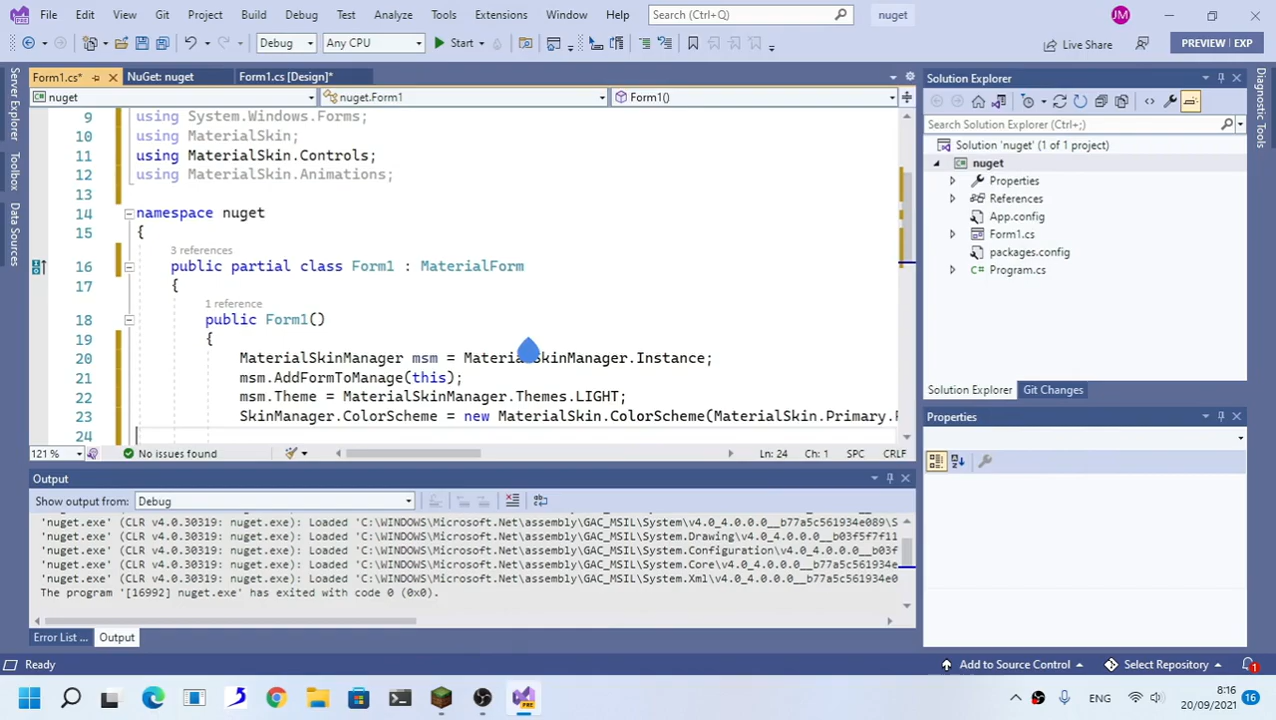 File Edit View Git Project Build Debug Test Analyze Tools Extensions Window Help Search (Ctrl+Q) nuget JM
Debug Any CPU Start Live Share PREVIEW EXP
Form1.cs* NuGet: nuget Form1.cs [Design]*
nuget nuget.Form1 Form1()
Server Explorer
Toolbox
Data Sources
9 using System.Windows.Forms;
10 using MaterialSkin;
11 using MaterialSkin.Controls;
12 using MaterialSkin.Animations;
13
14 namespace nuget
15 {
3 references
16 public partial class Form1 : MaterialForm
17 {
1 reference
18 public Form1()
19 {
20 MaterialSkinManager msm = MaterialSkinManager.Instance;
21 msm.AddFormToManage(this);
22 msm.Theme = MaterialSkinManager.Themes.LIGHT;
23 SkinManager.ColorScheme = new MaterialSkin.ColorScheme(MaterialSkin.Primary.
24
121 % No issues found Ln: 24 Ch: 1 SPC CRLF
Output
Show output from: Debug
'nuget.exe' (CLR v4.0.30319: nuget.exe): Loaded 'C:\WINDOWS\Microsoft.Net\assembly\GAC_MSIL\System\v4.0_4.0.0.0__b77a5c561934e089\S
'nuget.exe' (CLR v4.0.30319: nuget.exe): Loaded 'C:\WINDOWS\Microsoft.Net\assembly\GAC_MSIL\System.Drawing\v4.0_4.0.0.0__b03f5f7f11
'nuget.exe' (CLR v4.0.30319: nuget.exe): Loaded 'C:\WINDOWS\Microsoft.Net\assembly\GAC_MSIL\System.Configuration\v4.0_4.0.0.0__b03f
'nuget.exe' (CLR v4.0.30319: nuget.exe): Loaded 'C:\WINDOWS\Microsoft.Net\assembly\GAC_MSIL\System.Core\v4.0_4.0.0.0__b77a5c561934e
'nuget.exe' (CLR v4.0.30319: nuget.exe): Loaded 'C:\WINDOWS\Microsoft.Net\assembly\GAC_MSIL\System.Xml\v4.0_4.0.0.0__b77a5c561934e0
The program '[16992] nuget.exe' has exited with code 0 (0x0).
Error List ... Output
Solution Explorer
Search Solution Explorer (Ctrl+;)
Solution 'nuget' (1 of 1 project)
nuget
Properties
References
App.config
Form1.cs
packages.config
C# Program.cs
Solution Explorer Git Changes
Properties
Diagnostic Tools
Ready Add to Source Control Select Repository 1
PRE ENG 8:16 16
20/09/2021